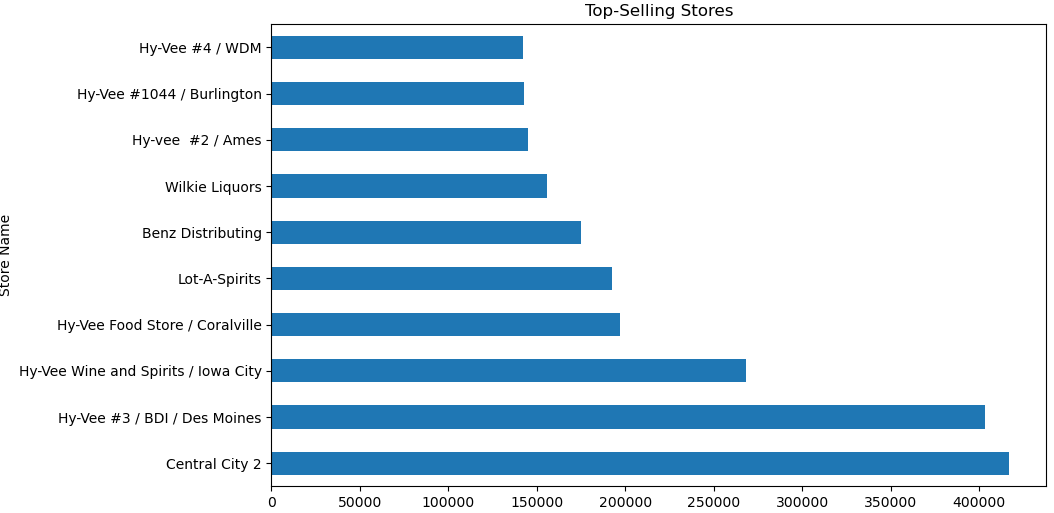 Top-Selling Stores
Hy-Vee #4 / WDM
Hy-Vee #1044 / Burlington
Hy-vee  #2 / Ames
Wilkie Liquors
Benz Distributing
Lot-A-Spirits
Hy-Vee Food Store / Coralville
Hy-Vee Wine and Spirits / Iowa City
Hy-Vee #3 / BDI / Des Moines
Central City 2
Store Name
0 50000 100000 150000 200000 250000 300000 350000 400000